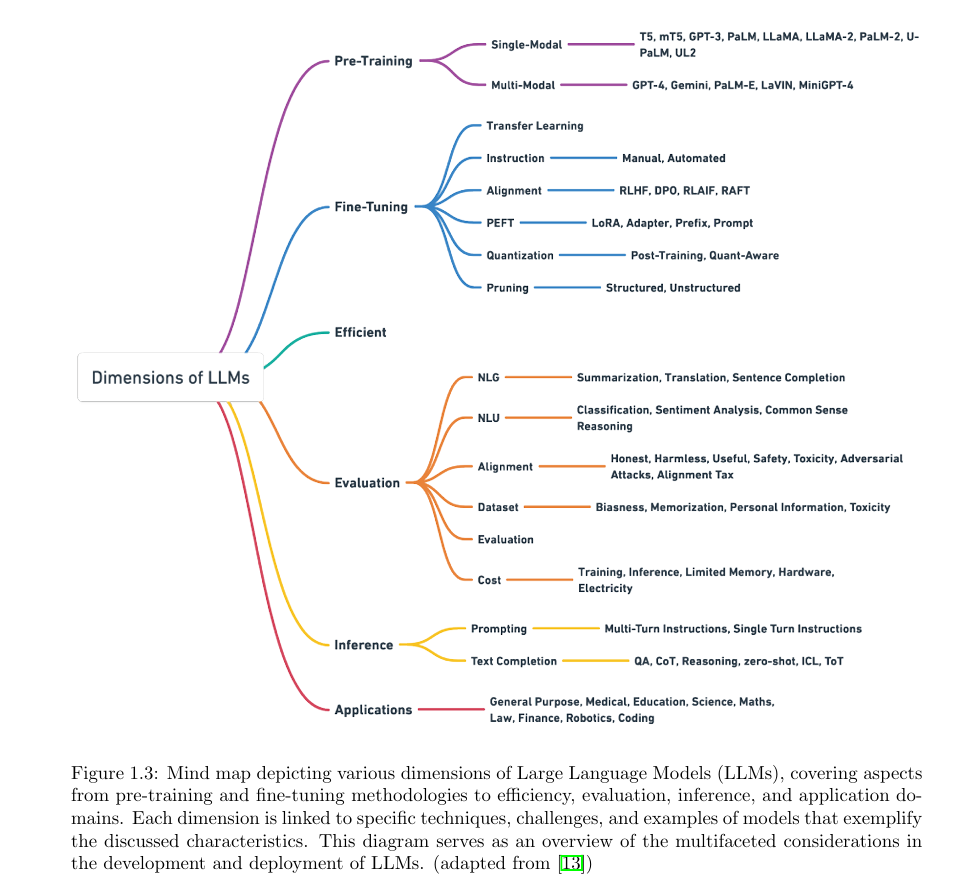 Dimensions of LLMs
Pre-Training
Single-Modal
T5, mT5, GPT-3, PaLM, LLaMA, LLaMA-2, PaLM-2, U-
PaLM, UL2
Multi-Modal
GPT-4, Gemini, PaLM-E, LaVIN, MiniGPT-4
Fine-Tuning
Transfer Learning
Instruction
Manual, Automated
Alignment
RLHF, DPO, RLAIF, RAFT
PEFT
LoRA, Adapter, Prefix, Prompt
Quantization
Post-Training, Quant-Aware
Pruning
Structured, Unstructured
Efficient
Evaluation
NLG
Summarization, Translation, Sentence Completion
NLU
Classification, Sentiment Analysis, Common Sense
Reasoning
Alignment
Honest, Harmless, Useful, Safety, Toxicity, Adversarial
Attacks, Alignment Tax
Dataset
Biasness, Memorization, Personal Information, Toxicity
Evaluation
Cost
Training, Inference, Limited Memory, Hardware,
Electricity
Inference
Prompting
Multi-Turn Instructions, Single Turn Instructions
Text Completion
QA, CoT, Reasoning, zero-shot, ICL, ToT
Applications
General Purpose, Medical, Education, Science, Maths,
Law, Finance, Robotics, Coding
Figure 1.3: Mind map depicting various dimensions of Large Language Models (LLMs), covering aspects
from pre-training and fine-tuning methodologies to efficiency, evaluation, inference, and application do-
mains. Each dimension is linked to specific techniques, challenges, and examples of models that exemplify
the discussed characteristics. This diagram serves as an overview of the multifaceted considerations in
the development and deployment of LLMs. (adapted from [13])